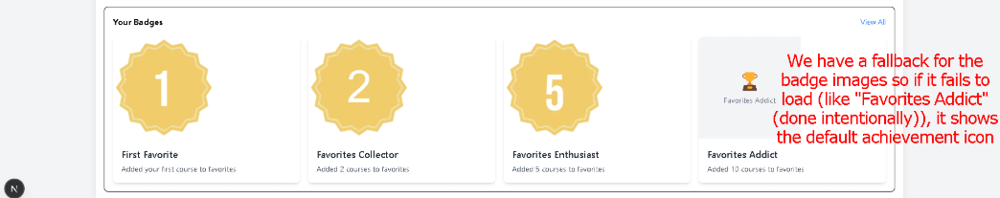 Your Badges
View All
1
2
5
Favorites Addict
First Favorite
Added your first course to favorites
Favorites Collector
Added 2 courses to favorites
Favorites Enthusiast
Added 5 courses to favorites
Favorites Addict
Added 10 courses to favorites
We have a fallback for the
badge images so if it fails to
load (like "Favorites Addict"
(done intentionally)), it shows
the default achievement icon
N